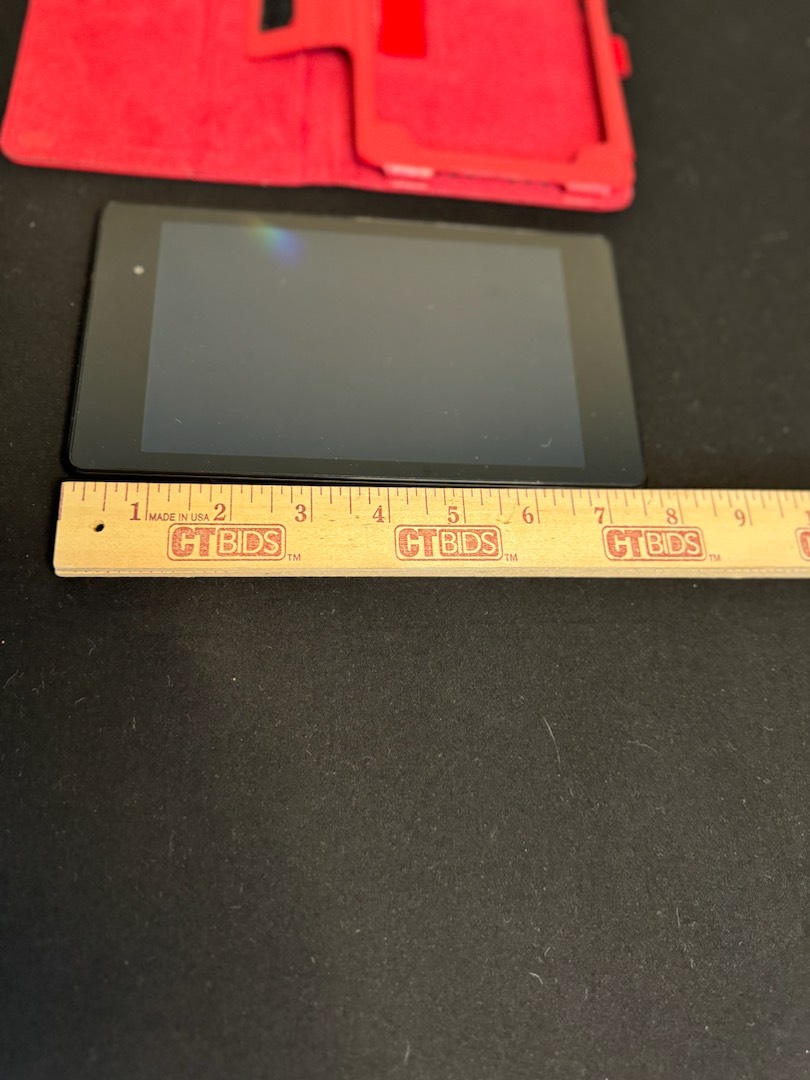 1 MADE IN USA 2 3 4 5 6 7 8 9
CTBIDS™ CTBIDS™ CTBIDS™